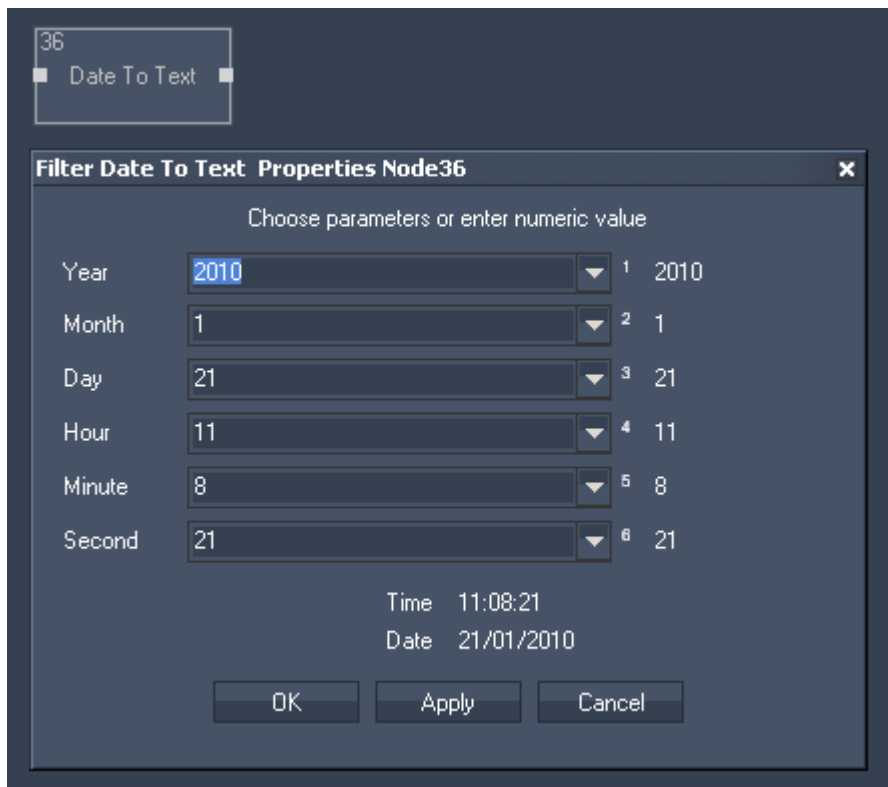 36
Date To Text
Filter Date To Text Properties Node36
Choose parameters or enter numeric value
Year 2010 1 2010
Month 1 2 1
Day 21 3 21
Hour 11 4 11
Minute 8 5 8
Second 21 6 21
Time 11:08:21
Date 21/01/2010
OK Apply Cancel